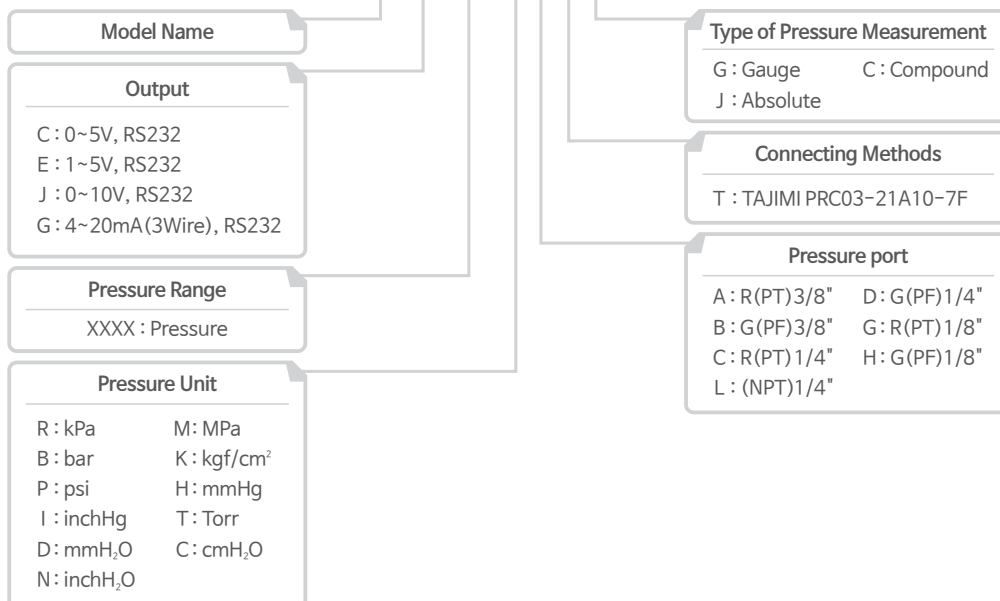 Model Name
Output
C : 0~5V, RS232
E : 1~5V, RS232
J : 0~10V, RS232
G : 4~20mA(3Wire), RS232
Pressure Range
XXXX : Pressure
Pressure Unit
R : kPa M : MPa
B : bar K : kgf/cm²
P : psi H : mmHg
I : inchHg T : Torr
D : mmH₂O C : cmH₂O
N : inchH₂O
Type of Pressure Measurement
G : Gauge C : Compound
J : Absolute
Connecting Methods
T : TAJIMI PRC03-21A10-7F
Pressure port
A : R(PT)3/8" D : G(PF)1/4"
B : G(PF)3/8" G : R(PT)1/8"
C : R(PT)1/4" H : G(PF)1/8"
L : (NPT)1/4"